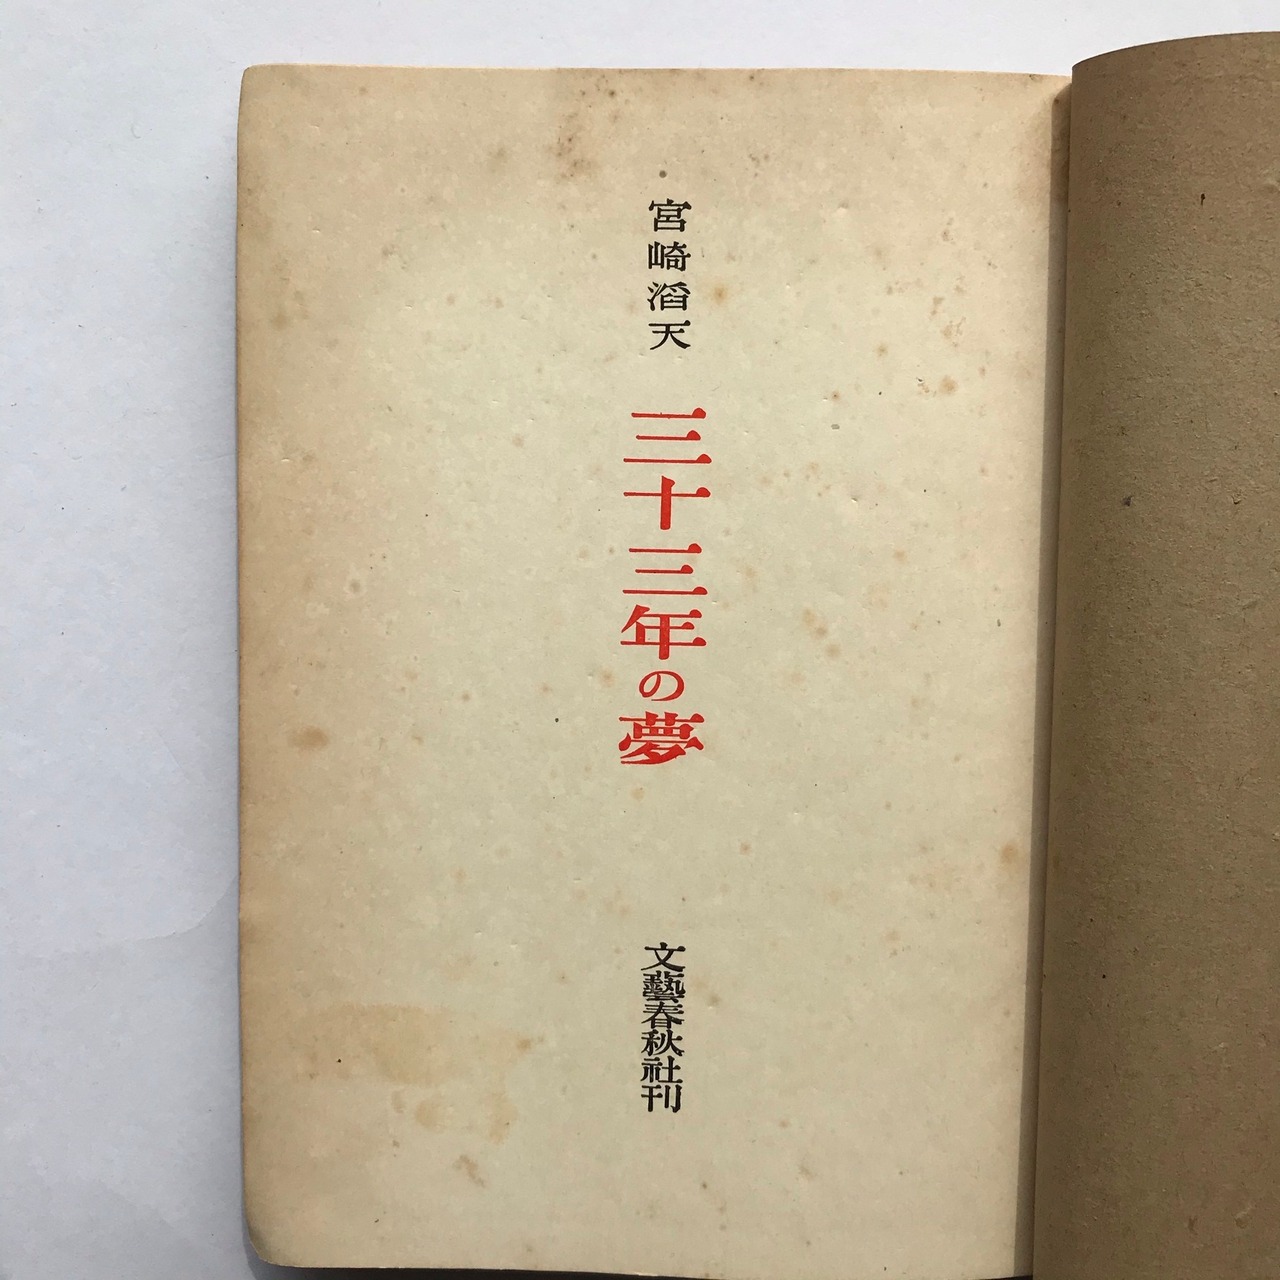 宮崎滔天
三十三年の夢
文藝春秋社刊